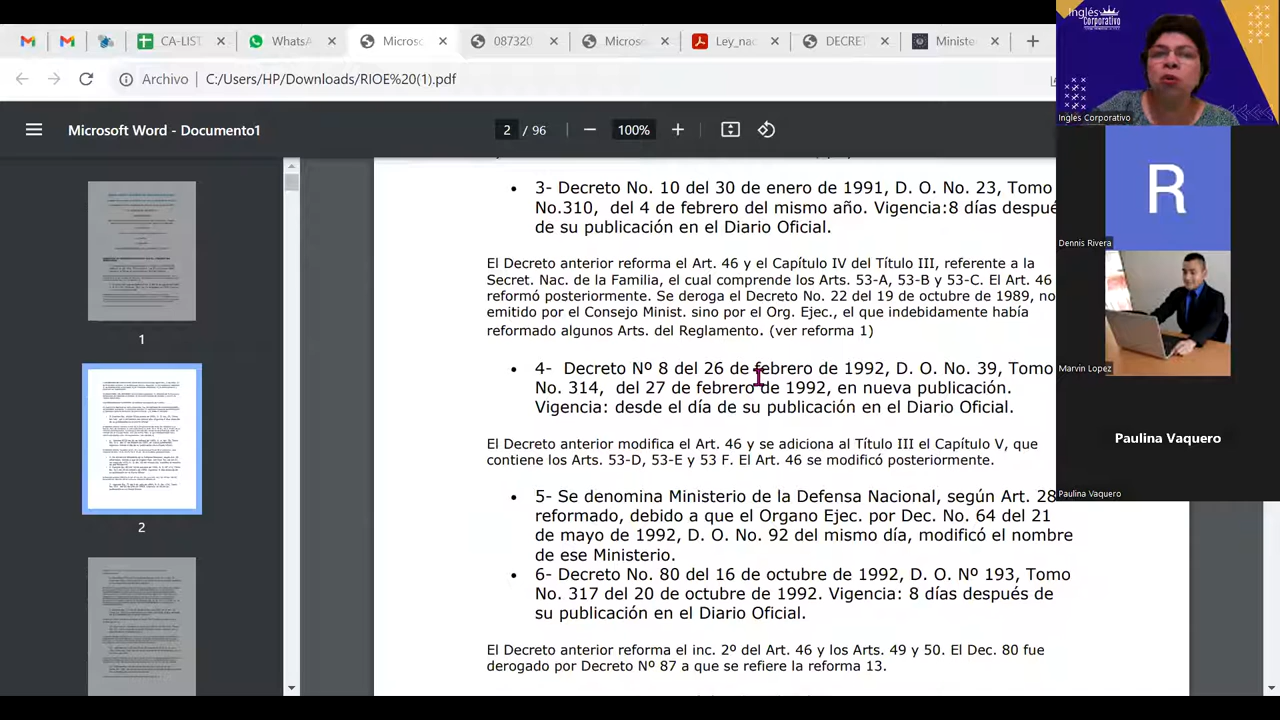 CA-LIST
WhatsA
Microsc
087320
Microsc
Ley_nac
DECRET
Ministe
Archivo
C:/Users/HP/Downloads/RIOE%20(1).pdf
Microsoft Word - Documento1
2 / 96
100%
3- Decreto No. 10 del 30 de enero de 1991, D. O. No. 23, Tomo
No.310, del 4 de febrero del mismo año. Vigencia:8 días despué
de su publicación en el Diario Oficial.
El Decreto anterior reforma el Art. 46 y el Capítulo V del Título III, referente a la
Secret. Nac. de la Familia, el cual comprende los Arts. 53-A, 53-B y 53-C. El Art. 46 se
reformó posteriormente. Se deroga el Decreto No. 22 del 19 de octubre de 1989, no
emitido por el Consejo Minist. sino por el Org. Ejec., el que indebidamente había
reformado algunos Arts. del Reglamento. (ver reforma 1)
4- Decreto Nº 8 del 26 de febrero de 1992, D. O. No. 39, Tomo
No. 314, del 27 de febrero de 1992. Nueva publicación.
Vigencia: desde el día de su publicación en el Diario Oficial.
El Decreto anterior modifica el Art. 46 y se adiciona al Título III el Capítulo V, que
contiene los Arts. 53-D, 53-E y 53 F. El Art. 46 se reformó posteriormente.
5- Se denomina Ministerio de la Defensa Nacional, según Art. 28
reformado, debido a que el Organo Ejec. por Dec. No. 64 del 21
de mayo de 1992, D. O. No. 92 del mismo día, modificó el nombre
de ese Ministerio.
6- Decreto No. 80 del 16 de octubre de 1992, D. O. Nº 193, Tomo
No. 317 del 20 de octubre de 1992. Vigencia: 8 días después de
su publicación en el Diario Oficial.
El Decreto anterior reforma el inc. 2º del Art. 48 y los arts. 49 y 50. El Dec. 80 fue
derogado por Decreto Nº 87 a que se refiere la reforma 13.
1
2
Inglés
Corporativo
Ingles Corporativo
R
Dennis Rivera
Marvin Lopez
Paulina Vaquero
Paulina Vaquero